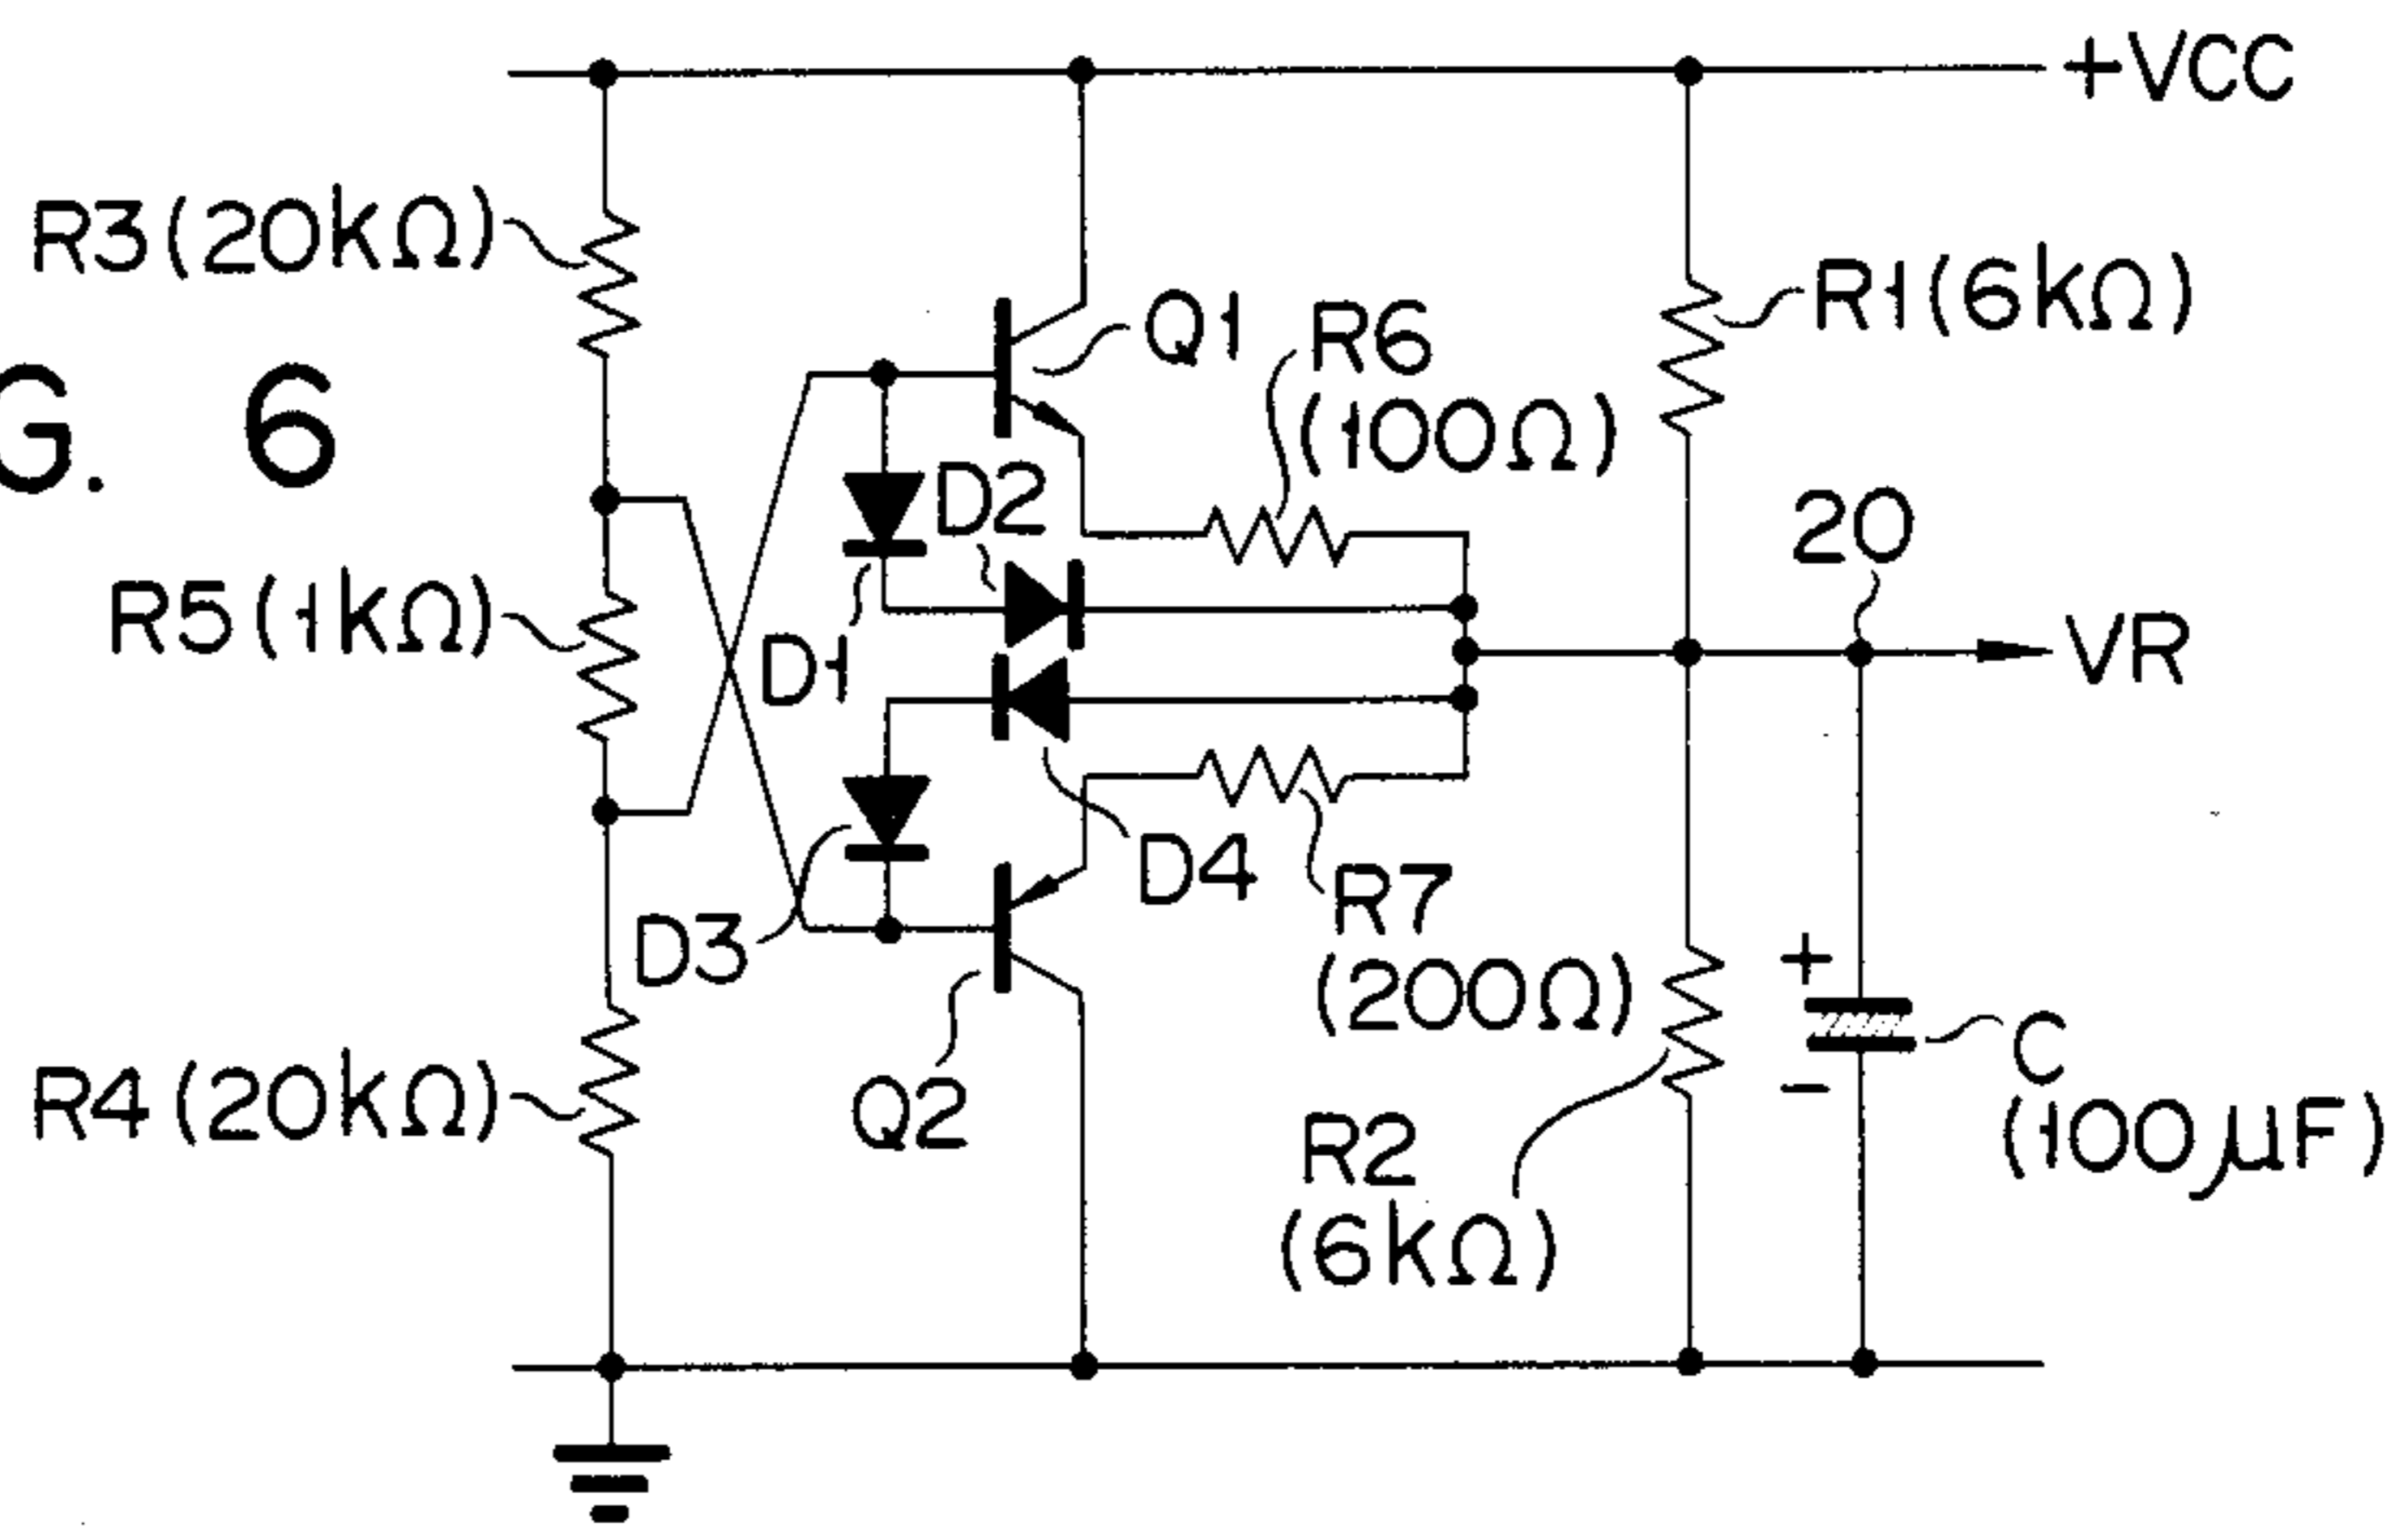 +VCC
R3(20kΩ)
Q1
R6
(100Ω)
R1(6kΩ)
G. 6
D2
20
R5(1kΩ)
D1
VR
D4
R7
(200Ω)
D3
+
-
C
(100μF)
R4(20kΩ)
Q2
R2
(6kΩ)